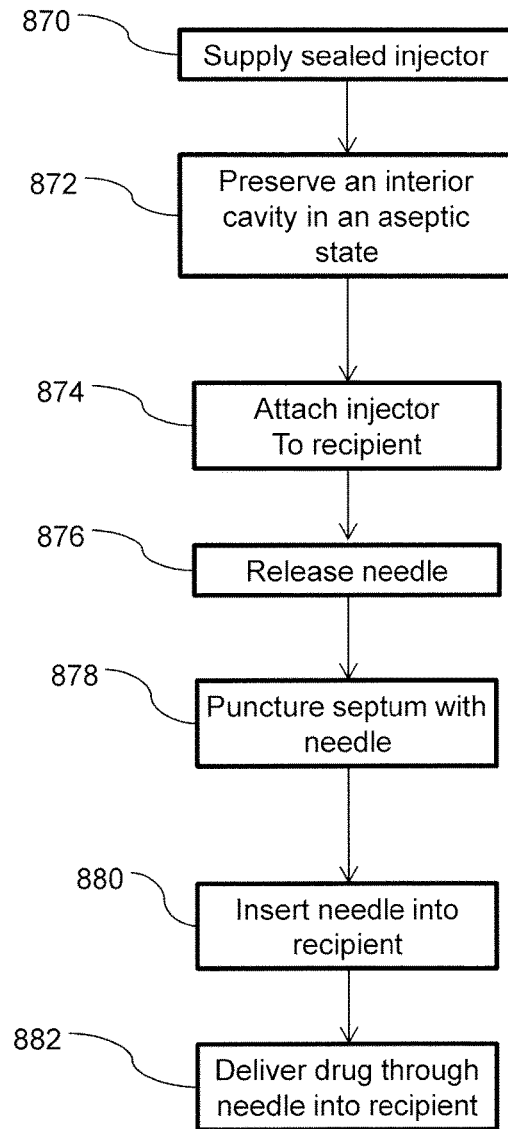 870
Supply sealed injector
872
Preserve an interior
cavity in an aseptic
state
874
Attach injector
To recipient
876
Release needle
878
Puncture septum with
needle
880
Insert needle into
recipient
882
Deliver drug through
needle into recipient